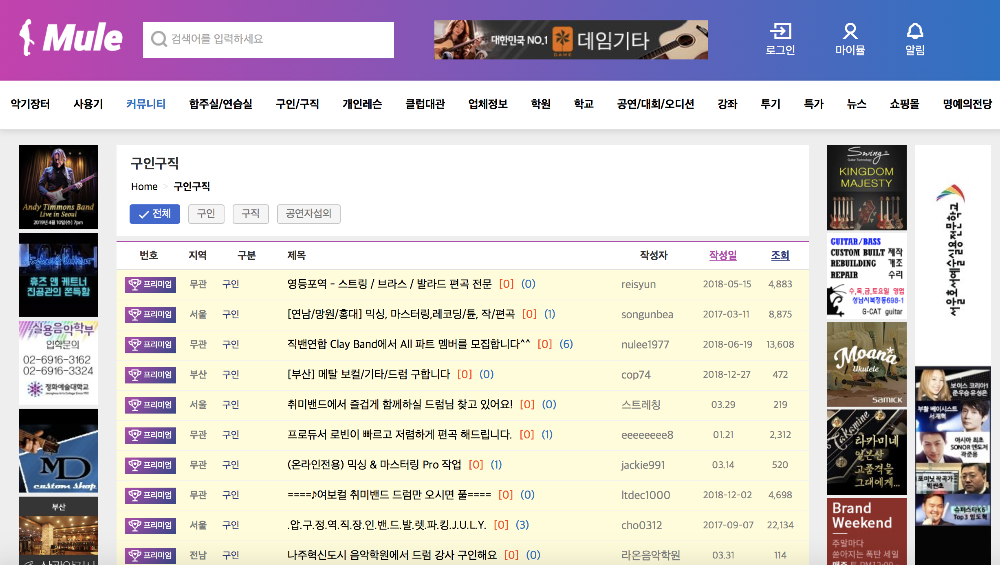 Mule
검색어를 입력하세요
대한민국 NO.1 DAME 데임기타
로그인
마이뮬
알림
악기장터 사용기 커뮤니티 합주실/연습실 구인/구직 개인레슨 클럽대관 업체정보 학원 학교 공연/대회/오디션 강좌 투기 특가 뉴스 쇼핑몰 명예의전당
Andy Timmons Band
Live in Seoul
2019년 4월 10일(수) 7pm
Hughes & Kettner
휴즈 앤 케트너
진공관의 쫀득함
실용음악학부
입학문의
02-6916-3162
02-6916-3324
정화예술대학교
MD
custom shop
부산
구인구직
Home > 구인구직
전체 구인 구직 공연자섭외
번호 지역 구분 제목 작성자 작성일 조회
프리미엄 무관 구인 영등포역 - 스트링 / 브라스 / 발라드 편곡 전문 [0] (0) reisyun 2018-05-15 4,883
프리미엄 서울 구인 [연남/망원/홍대] 믹싱, 마스터링,레코딩/튠, 작/편곡 [0] (1) songunbea 2017-03-11 8,875
프리미엄 무관 구인 직밴연합 Clay Band에서 All 파트 멤버를 모집합니다^^ [0] (6) nulee1977 2018-06-19 13,608
프리미엄 부산 구인 [부산] 메탈 보컬/기타/드럼 구합니다 [0] (0) cop74 2018-12-27 472
프리미엄 서울 구인 취미밴드에서 즐겁게 함께하실 드럼님 찾고 있어요! [0] (0) 스트레칭 03.29 219
프리미엄 무관 구인 프로듀서 로빈이 빠르고 저렴하게 편곡 해드립니다. [0] (1) eeeeeeee8 01.21 2,312
프리미엄 무관 구인 (온라인전용) 믹싱 & 마스터링 Pro 작업 [0] (1) jackie991 03.14 520
프리미엄 무관 구인 ====♪여보컬 취미밴드 드럼만 오시면 풀==== [0] (0) ltdec1000 2018-12-02 4,698
프리미엄 서울 구인 .압.구.정.역.직.장.인.밴.드.발.렛.파.킹.J.U.L.Y. [0] (3) cho0312 2017-09-07 22,134
프리미엄 전남 구인 나주혁신도시 음악학원에서 드럼 강사 구인해요 [0] (0) 라온음악학원 03.31 114
Swing
Guitar Technology
KINGDOM
MAJESTY
GUITAR/BASS
CUSTOM BUILT 제작
REBUILDING 개조
REPAIR 수리
수,목,금,토요일 영업
성남시복정동698-1
G-CAT guitar
Moana
Ukulele
SAMICK
Takamine
타카미네
일본산
고품격을
그대에게...
Brand
Weekend
주말마다
쏟아지는 폭탄 세일
서울호서예술실용전문학교
보이스 코리아1
준우승 유성은
부활 베이시스트
서재혁
아시아 최초
SONOR 엔도저
곽준용
포미닛 작곡가
빅싼초
슈퍼스타K6
Top3 임도혁